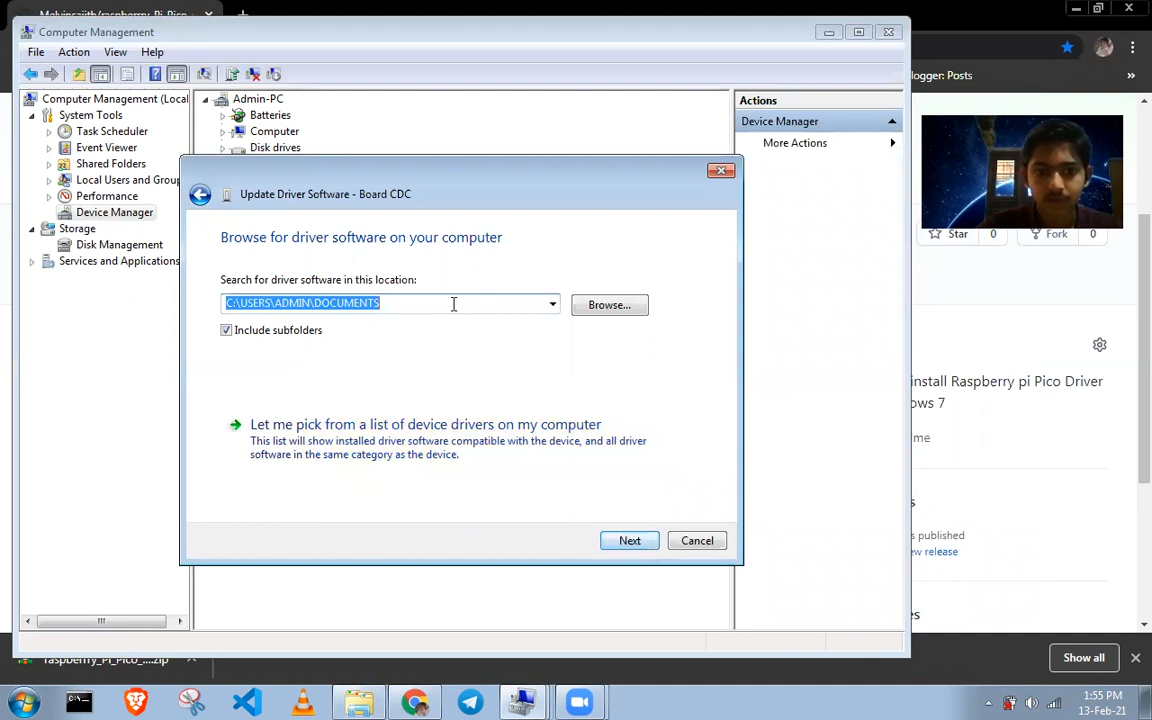 Melvinsajith/raspberry_Pi_Pico
Computer Management
File Action View Help
logger: Posts
»
Computer Management (Local
System Tools
Task Scheduler
Event Viewer
Shared Folders
Local Users and Group
Performance
Device Manager
Storage
Disk Management
Services and Applications
Admin-PC
Batteries
Computer
Disk drives
Actions
Device Manager
More Actions
Update Driver Software - Board CDC
Browse for driver software on your computer
Search for driver software in this location:
C:\USERS\ADMIN\DOCUMENTS
Browse...
Include subfolders
Let me pick from a list of device drivers on my computer
This list will show installed driver software compatible with the device, and all driver
software in the same category as the device.
Next
Cancel
Star 0
Fork 0
install Raspberry pi Pico Driver
ows 7
me
s
s published
ew release
es
raspberry_Pi_Pico_....zip
Show all
1:55 PM
13-Feb-21